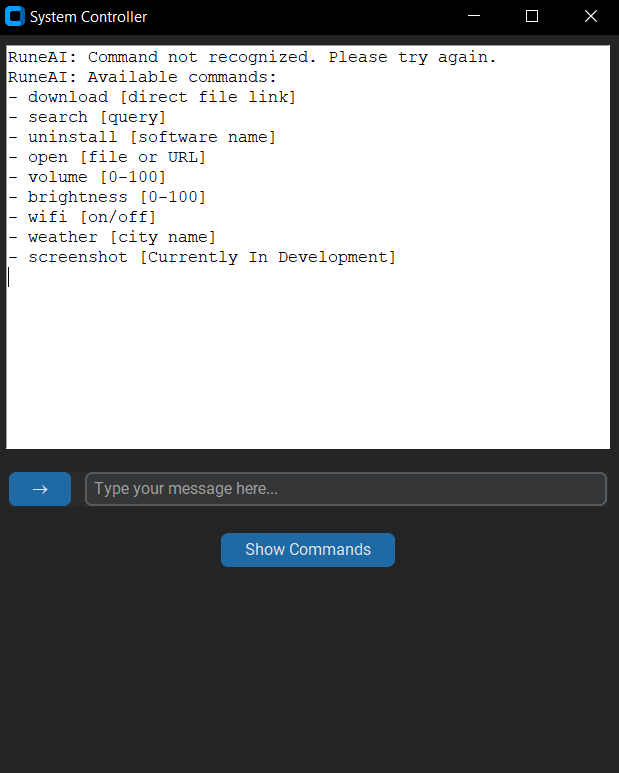 System Controller
RuneAI: Command not recognized. Please try again.
RuneAI: Available commands:
- download [direct file link]
- search [query]
- uninstall [software name]
- open [file or URL]
- volume [0-100]
- brightness [0-100]
- wifi [on/off]
- weather [city name]
- screenshot [Currently In Development]
→ Type your message here...
Show Commands